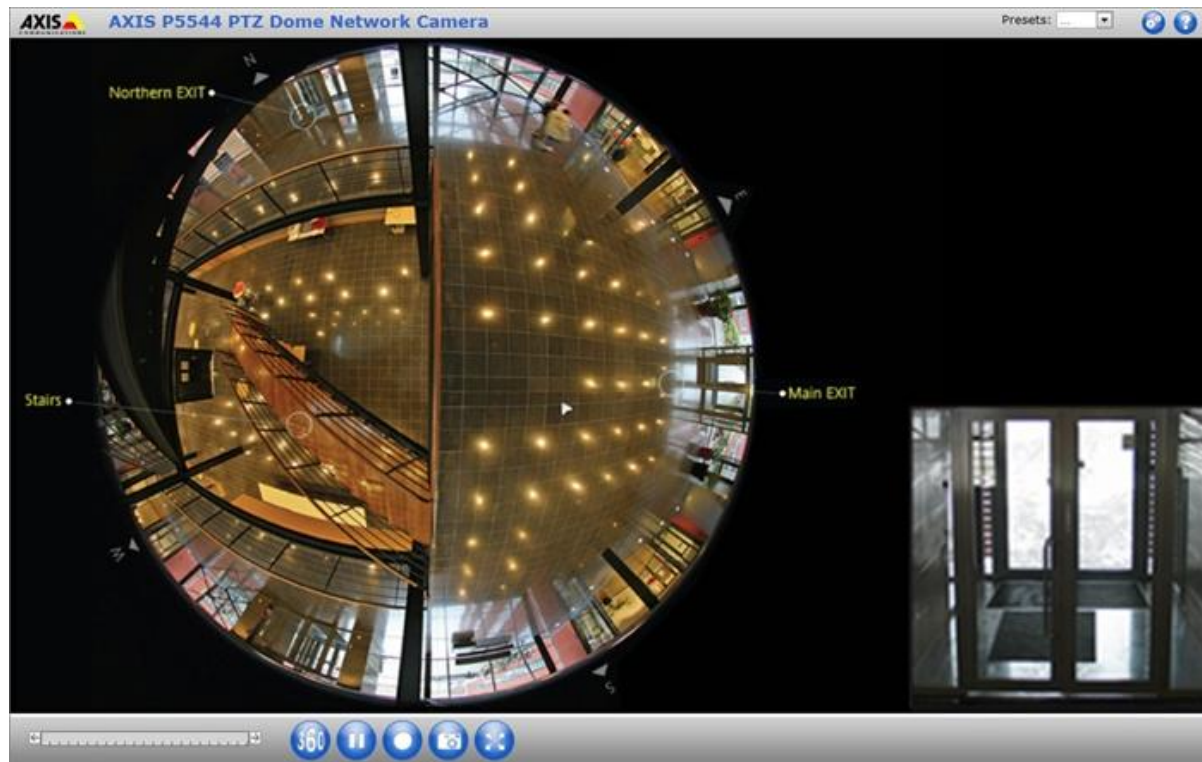 AXIS
COMMUNICATIONS
AXIS P5544 PTZ Dome Network Camera
Presets: ...
?
N
Northern EXIT
E
Stairs
Main EXIT
W
S
360